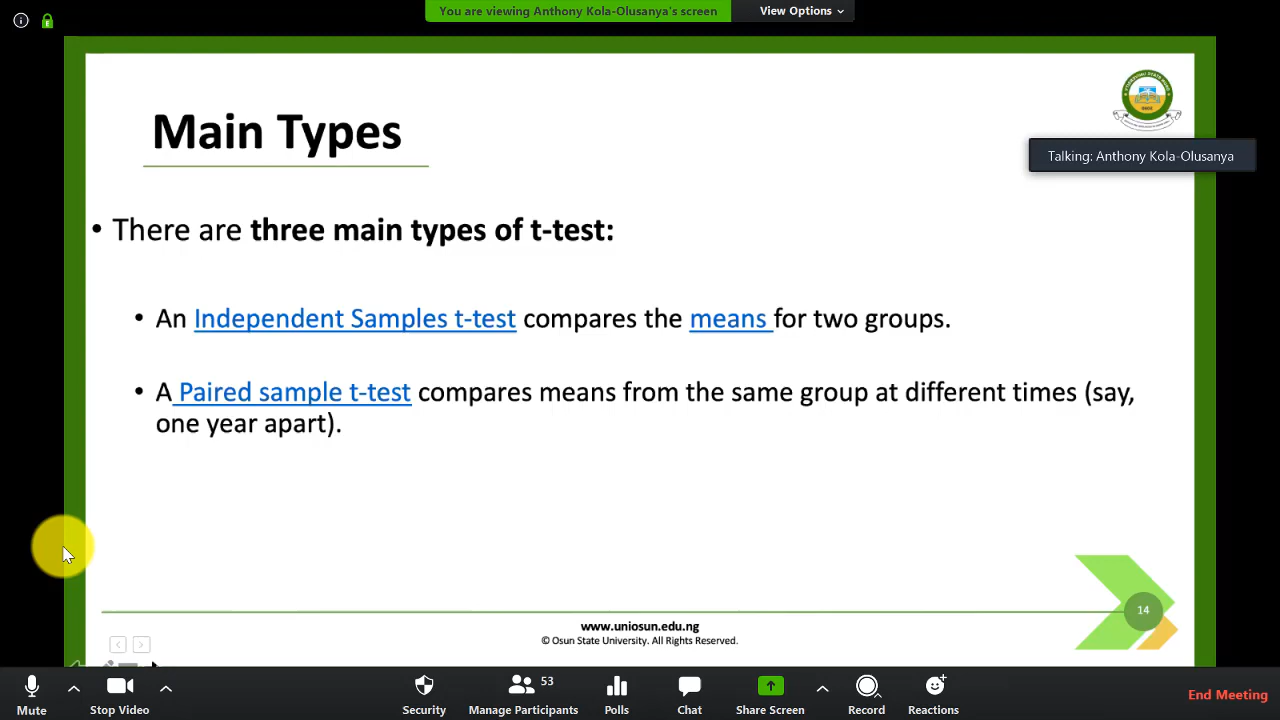 You are viewing Anthony Kola-Olusanya's screen
View Options
Main Types
Talking: Anthony Kola-Olusanya
• There are three main types of t-test:
• An Independent Samples t-test compares the means for two groups.
• A Paired sample t-test compares means from the same group at different times (say,
one year apart).
14
www.uniosun.edu.ng
© Osun State University. All Rights Reserved.
53
Mute
Stop Video
Security
Manage Participants
Polls
Chat
Share Screen
Record
Reactions
End Meeting